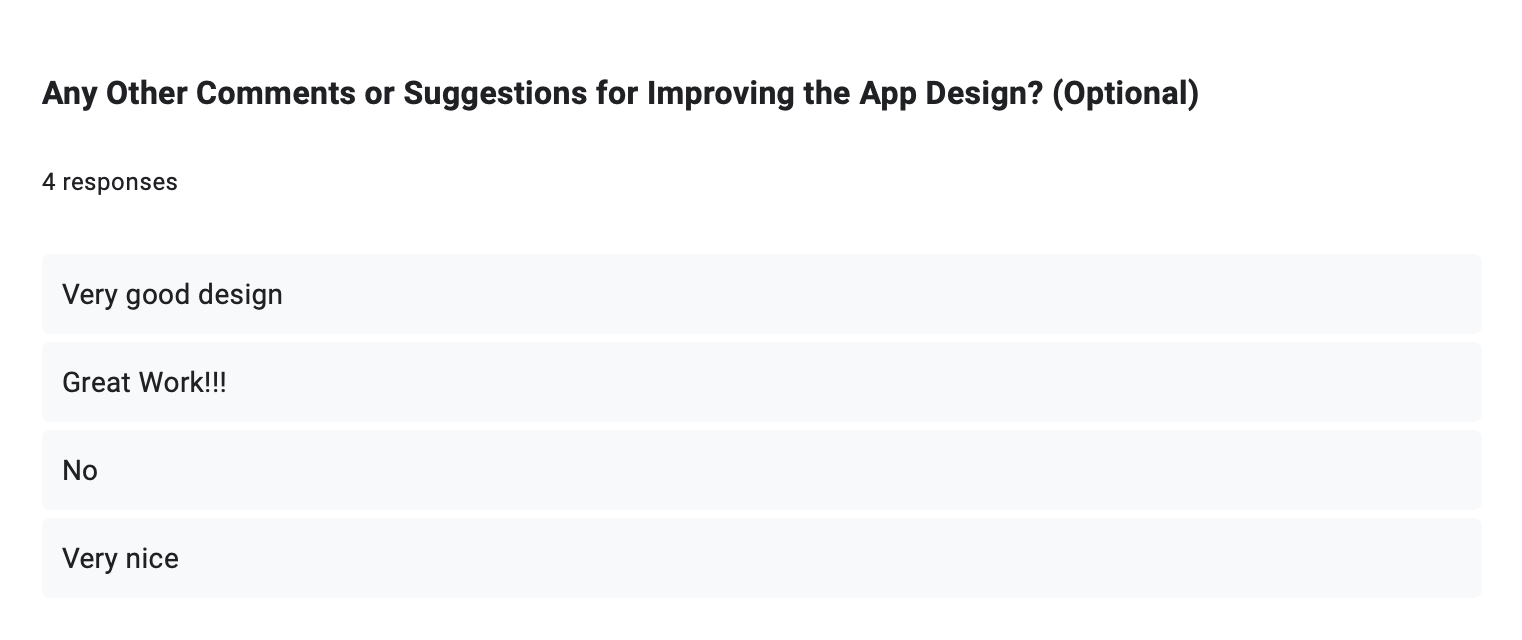 Any Other Comments or Suggestions for Improving the App Design? (Optional)
4 responses
Very good design
Great Work!!!
No
Very nice